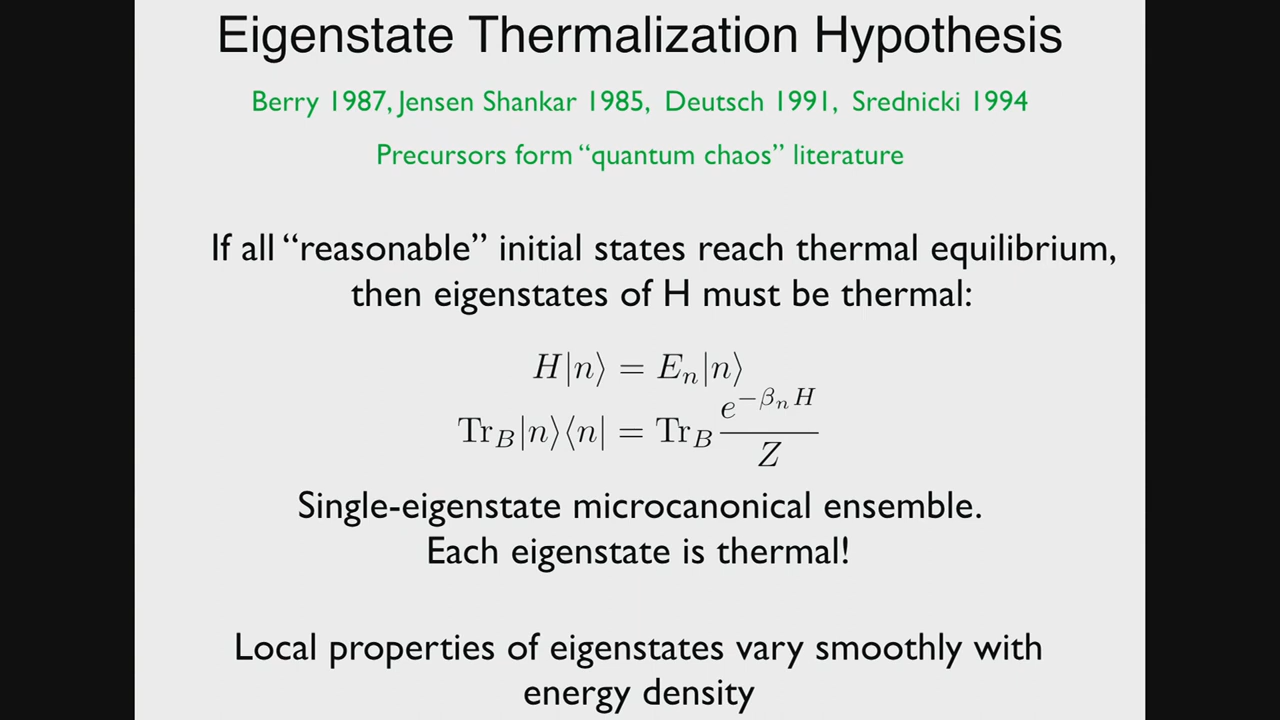 Eigenstate Thermalization Hypothesis
Berry 1987, Jensen Shankar 1985, Deutsch 1991, Srednicki 1994
Precursors form “quantum chaos” literature
If all “reasonable” initial states reach thermal equilibrium,
then eigenstates of H must be thermal:
H|n⟩ = E_n|n⟩
Tr_B|n⟩⟨n| = Tr_B e^{−β_n H} / Z
Single-eigenstate microcanonical ensemble.
Each eigenstate is thermal!
Local properties of eigenstates vary smoothly with
energy density